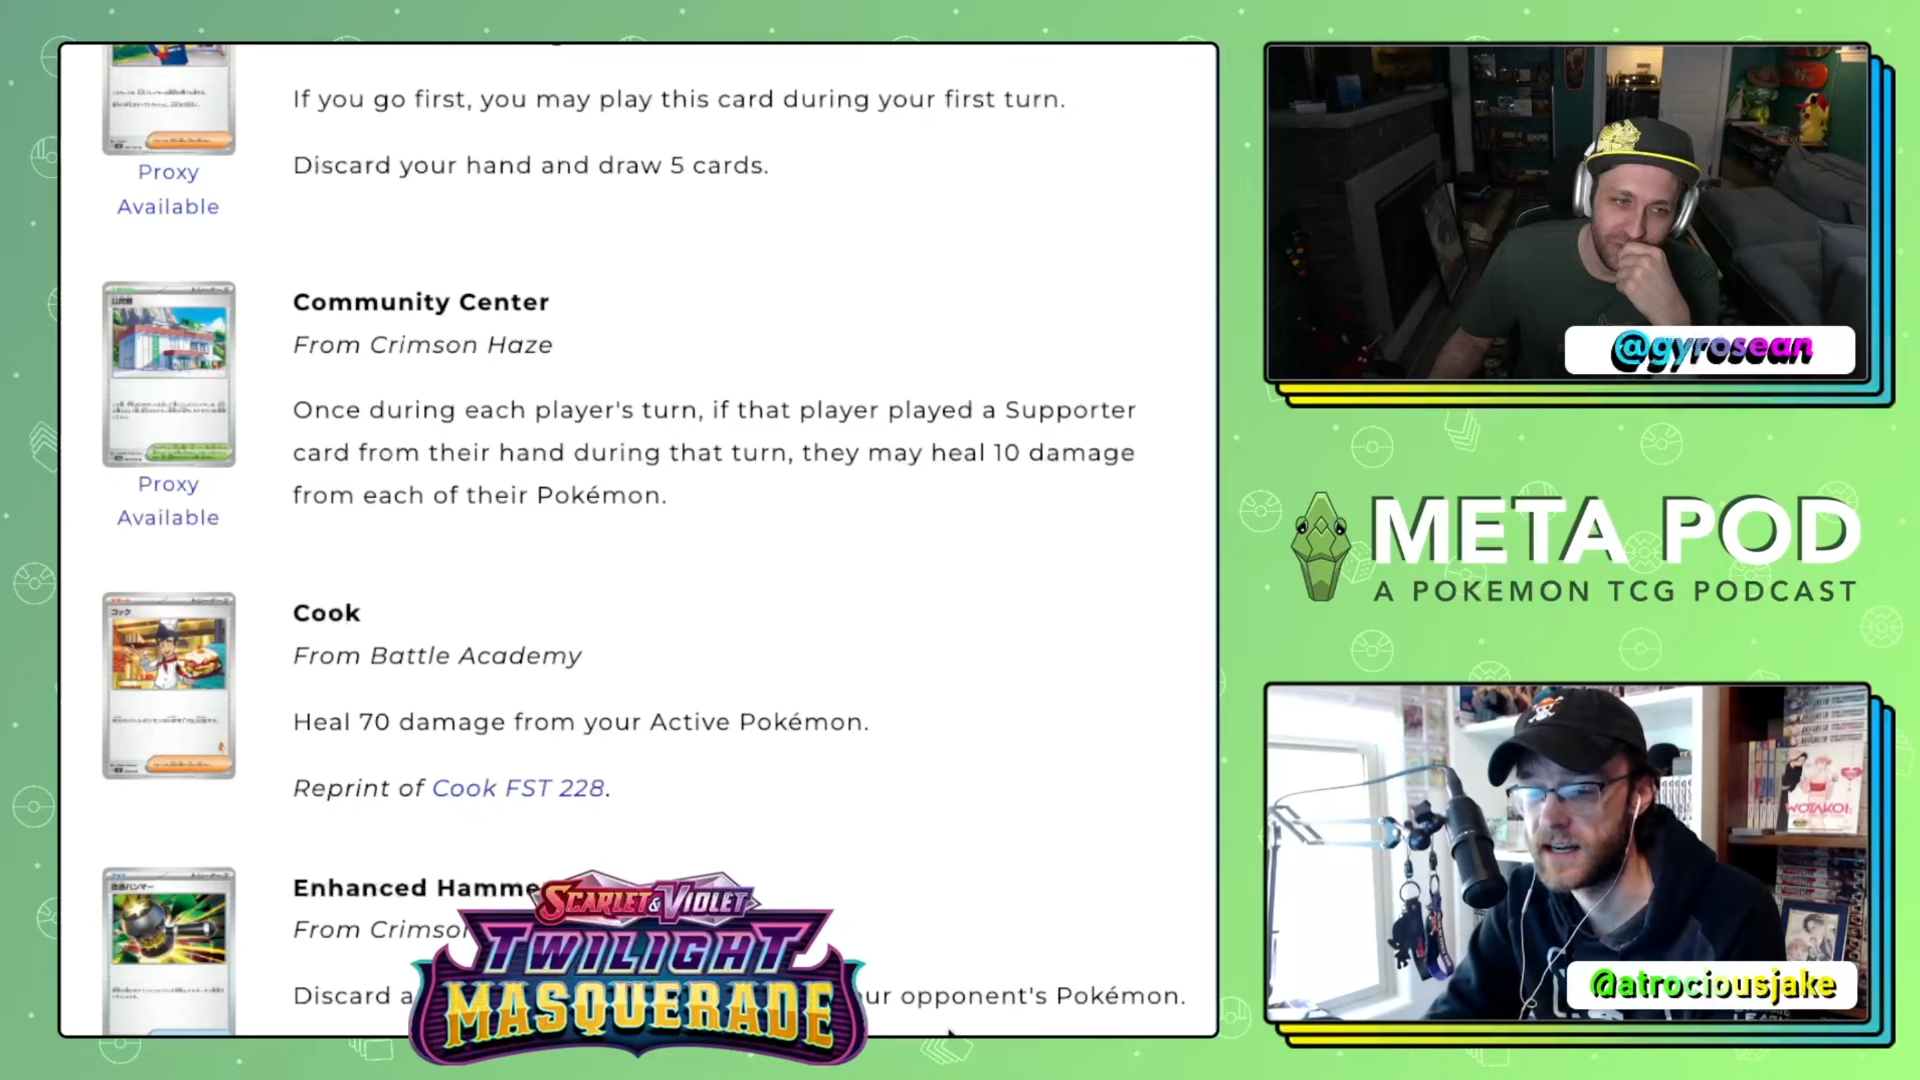 If you go first, you may play this card during your first turn.
Discard your hand and draw 5 cards.
Proxy
Available
Community Center
From Crimson Haze
Once during each player's turn, if that player played a Supporter
card from their hand during that turn, they may heal 10 damage
from each of their Pokémon.
Proxy
Available
コック
Cook
From Battle Academy
Heal 70 damage from your Active Pokémon.
Reprint of Cook FST 228.
Enhanced Hamme
From Crimso
Discard a
ur opponent's Pokémon.
SCARLET & VIOLET
TWILIGHT
MASQUERADE
@gyrosean
META POD
A POKEMON TCG PODCAST
WOTAKOI:
@atrociousjake